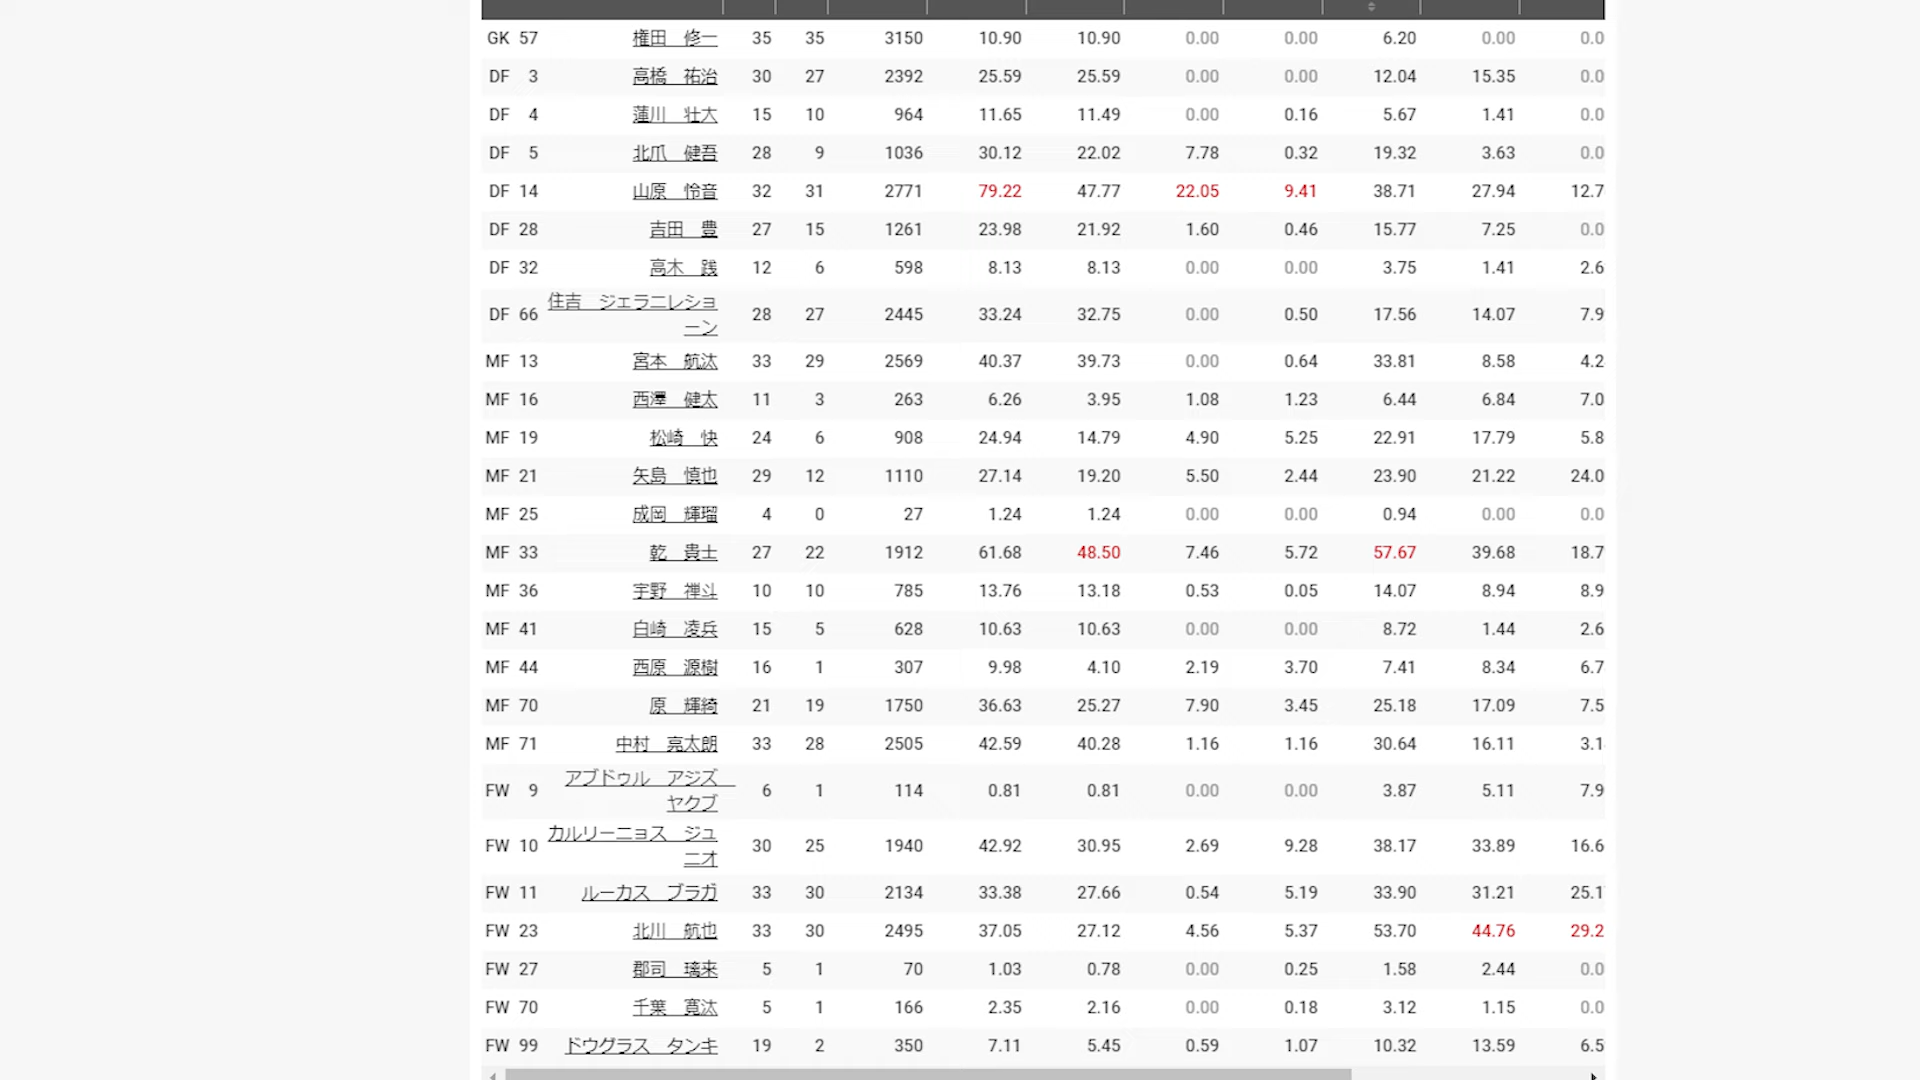 GK 57 権田　修一 35 35 3150 10.90 10.90 0.00 0.00 6.20 0.00 0.0
DF 3 高橋　祐治 30 27 2392 25.59 25.59 0.00 0.00 12.04 15.35 0.0
DF 4 蓮川　壮大 15 10 964 11.65 11.49 0.00 0.16 5.67 1.41 0.0
DF 5 北爪　健吾 28 9 1036 30.12 22.02 7.78 0.32 19.32 3.63 0.0
DF 14 山原　怜音 32 31 2771 79.22 47.77 22.05 9.41 38.71 27.94 12.7
DF 28 吉田　豊 27 15 1261 23.98 21.92 1.60 0.46 15.77 7.25 0.0
DF 32 高木　践 12 6 598 8.13 8.13 0.00 0.00 3.75 1.41 2.6
DF 66 住吉　ジェラニレショ
ーン 28 27 2445 33.24 32.75 0.00 0.50 17.56 14.07 7.9
MF 13 宮本　航汰 33 29 2569 40.37 39.73 0.00 0.64 33.81 8.58 4.2
MF 16 西澤　健太 11 3 263 6.26 3.95 1.08 1.23 6.44 6.84 7.0
MF 19 松崎　快 24 6 908 24.94 14.79 4.90 5.25 22.91 17.79 5.8
MF 21 矢島　慎也 29 12 1110 27.14 19.20 5.50 2.44 23.90 21.22 24.0
MF 25 成岡　輝瑠 4 0 27 1.24 1.24 0.00 0.00 0.94 0.00 0.0
MF 33 乾　貴士 27 22 1912 61.68 48.50 7.46 5.72 57.67 39.68 18.7
MF 36 宇野　禅斗 10 10 785 13.76 13.18 0.53 0.05 14.07 8.94 8.9
MF 41 白崎　凌兵 15 5 628 10.63 10.63 0.00 0.00 8.72 1.44 2.6
MF 44 西原　源樹 16 1 307 9.98 4.10 2.19 3.70 7.41 8.34 6.7
MF 70 原　輝綺 21 19 1750 36.63 25.27 7.90 3.45 25.18 17.09 7.5
MF 71 中村　亮太朗 33 28 2505 42.59 40.28 1.16 1.16 30.64 16.11 3.1
FW 9 アブドゥル　アジズ
ヤクブ 6 1 114 0.81 0.81 0.00 0.00 3.87 5.11 7.9
FW 10 カルリーニョス　ジュ
ニオ 30 25 1940 42.92 30.95 2.69 9.28 38.17 33.89 16.6
FW 11 ルーカス　ブラガ 33 30 2134 33.38 27.66 0.54 5.19 33.90 31.21 25.1
FW 23 北川　航也 33 30 2495 37.05 27.12 4.56 5.37 53.70 44.76 29.2
FW 27 郡司　璃来 5 1 70 1.03 0.78 0.00 0.25 1.58 2.44 0.0
FW 70 千葉　寛汰 5 1 166 2.35 2.16 0.00 0.18 3.12 1.15 0.0
FW 99 ドウグラス　タンキ 19 2 350 7.11 5.45 0.59 1.07 10.32 13.59 6.5